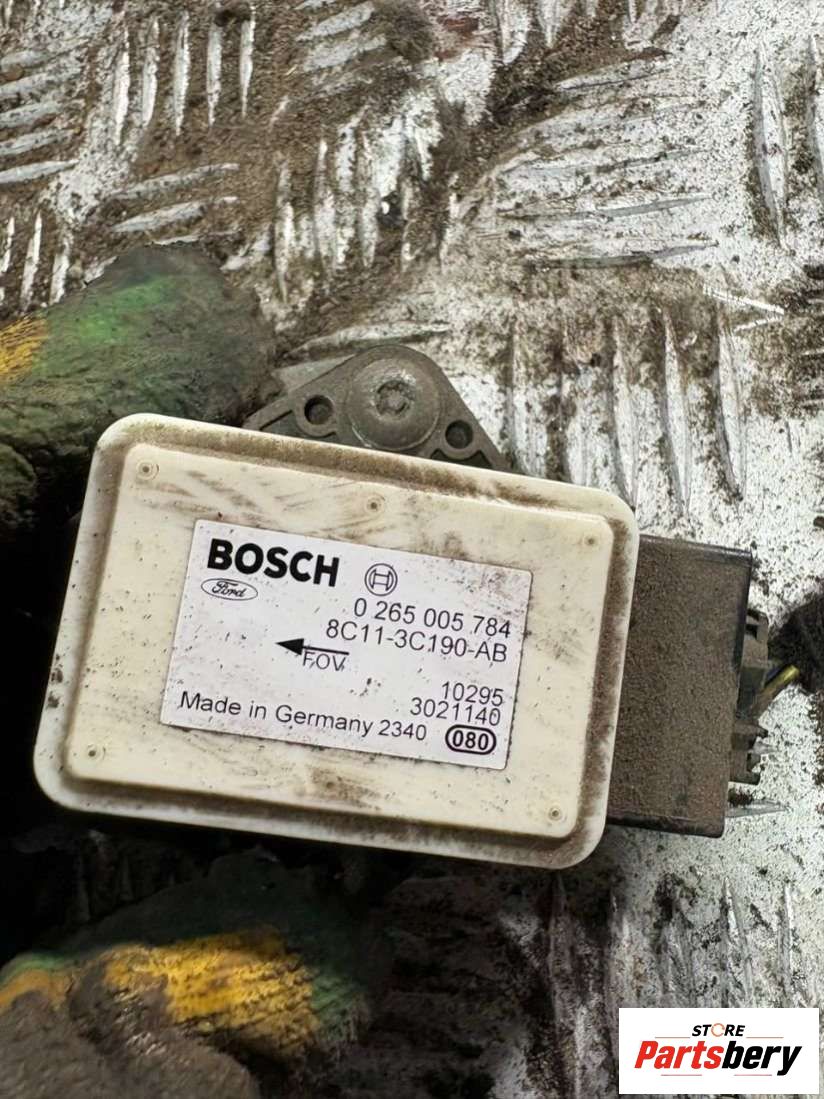 BOSCH
Ford
0 265 005 784
8C11-3C190-AB
FOV
10295
3021140
Made in Germany 2340 080
STORE
Partsbery